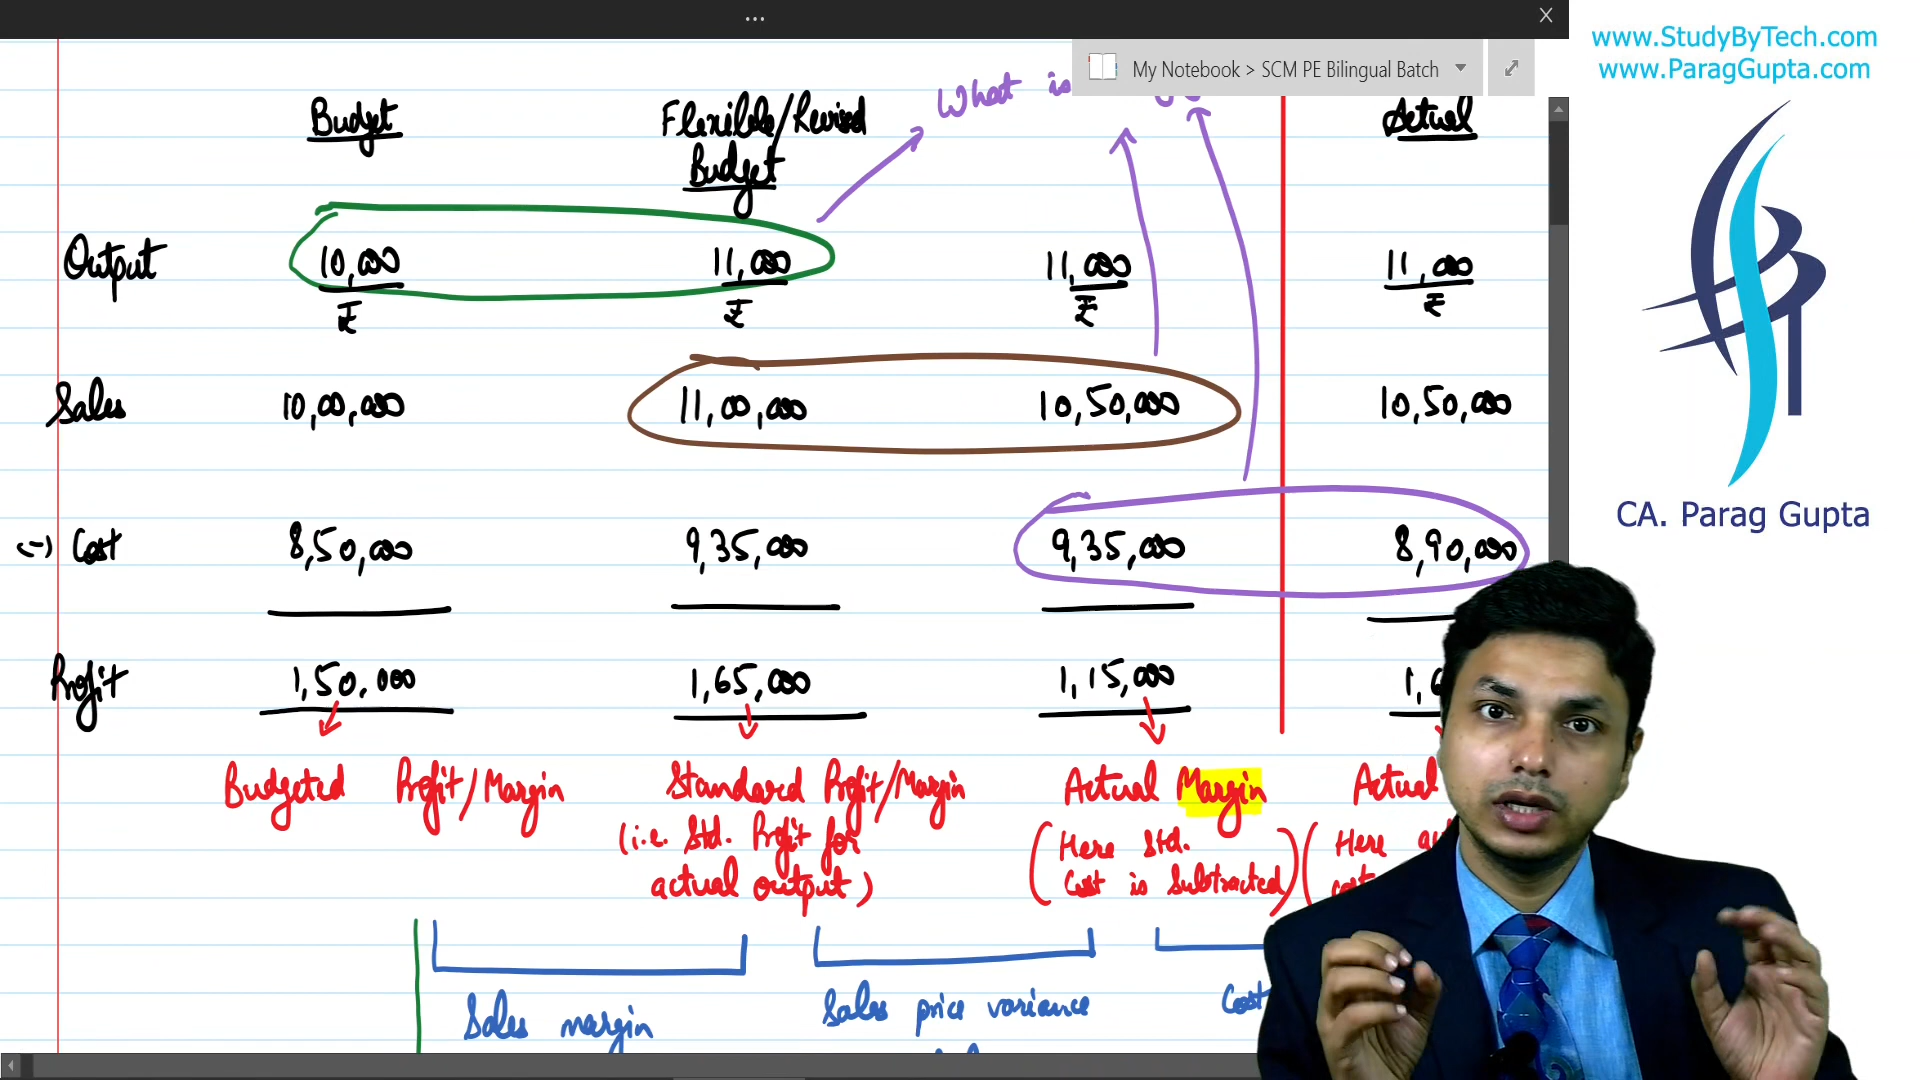 ...
X
www.StudyByTech.com
www.ParagGupta.com
My Notebook > SCM PE Bilingual Batch
What is
Budget
Flexible/Revised
Budget
Actual
Output 10,000 11,000 11,000 11,000
₹ ₹ ₹ ₹
Sales 10,00,000 11,00,000 10,50,000 10,50,000
CA. Parag Gupta
(-) Cost 8,50,000 9,35,000 9,35,000 8,90,000
Profit 1,50,000 1,65,000 1,15,000 1,6
Budgeted Profit/Margin
Standard Profit/Margin
(i.e. Std. Profit for
actual output)
Actual Margin
(Here Std.
Cost is Subtracted)
Actual
(Here
cost
Sales margin
Sales price variance
Cost